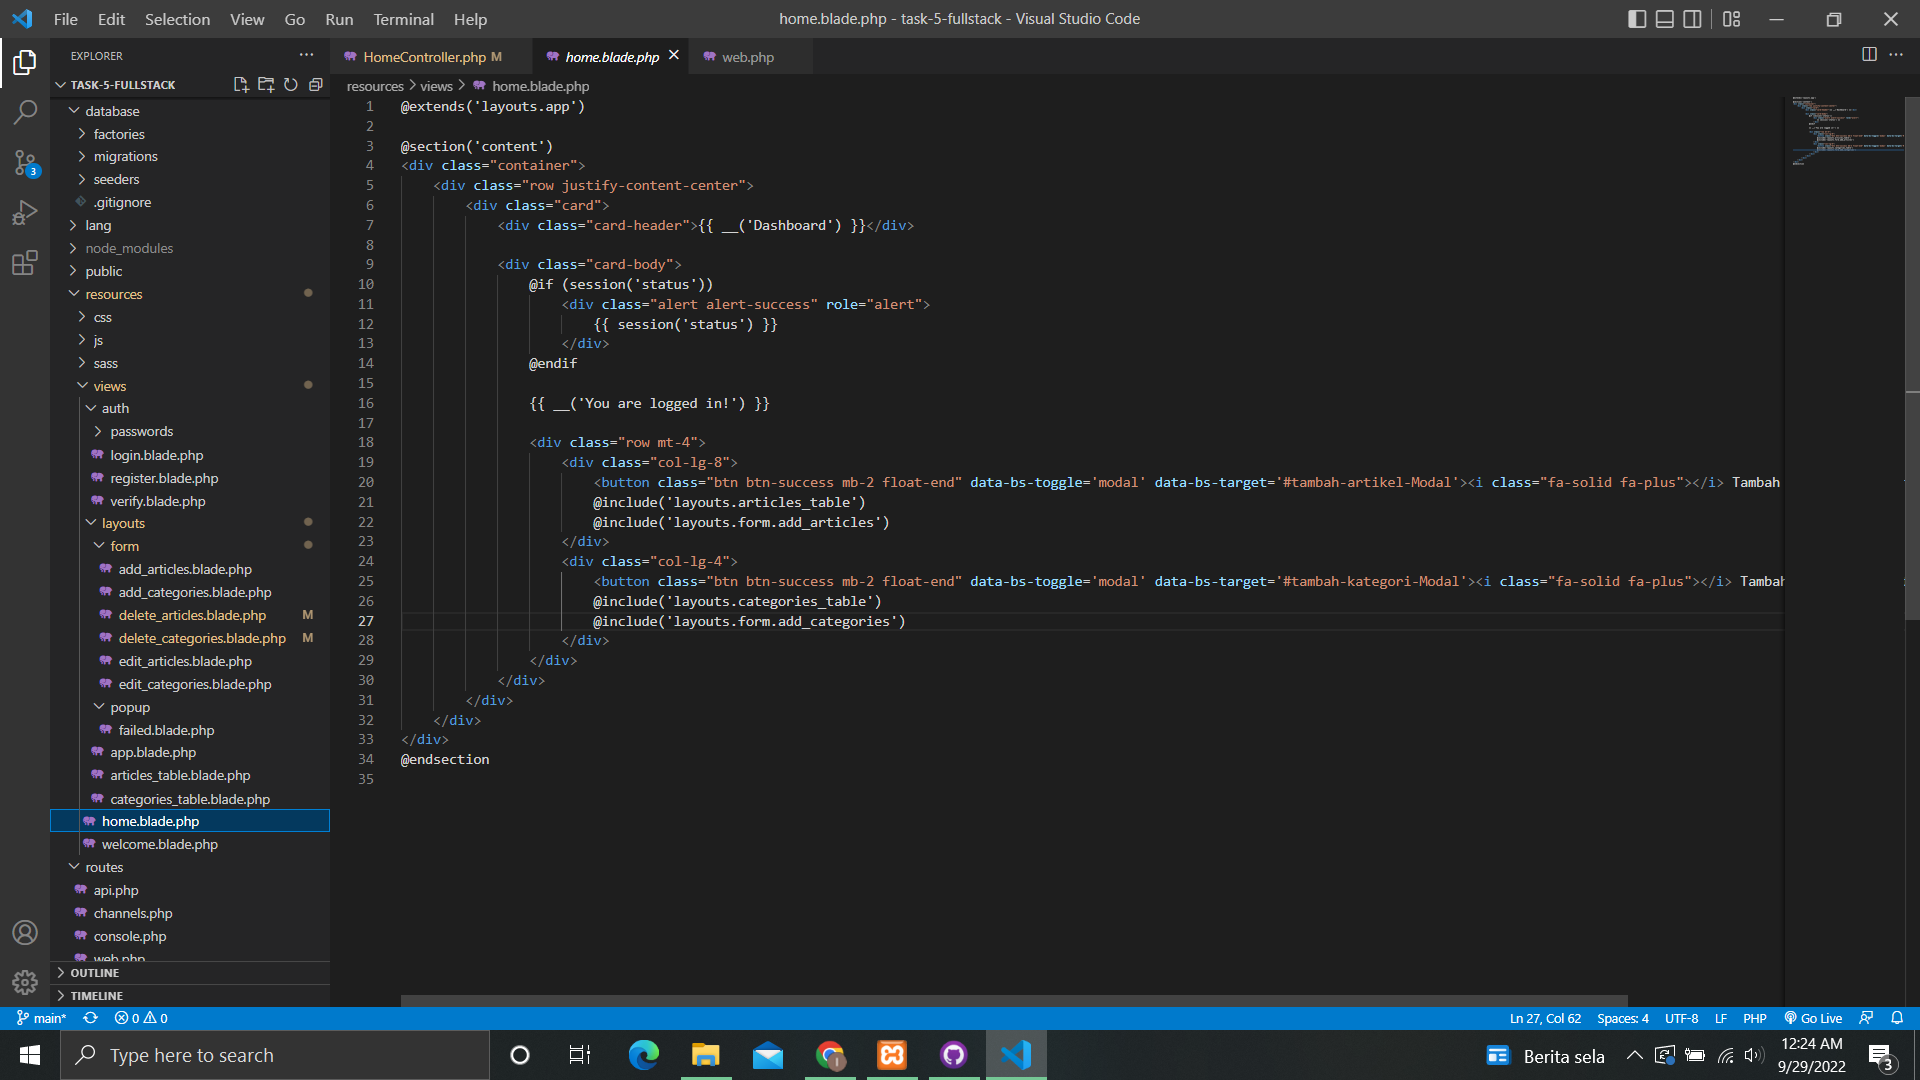 File Edit Selection View Go Run Terminal Help
home.blade.php - task-5-fullstack - Visual Studio Code
EXPLORER
HomeController.php M
home.blade.php
web.php
TASK-5-FULLSTACK
resources > views > home.blade.php
database
factories
migrations
seeders
.gitignore
lang
node_modules
public
resources
css
js
sass
views
auth
passwords
login.blade.php
register.blade.php
verify.blade.php
layouts
form
add_articles.blade.php
add_categories.blade.php
delete_articles.blade.php M
delete_categories.blade.php M
edit_articles.blade.php
edit_categories.blade.php
popup
failed.blade.php
app.blade.php
articles_table.blade.php
categories_table.blade.php
home.blade.php
welcome.blade.php
routes
api.php
channels.php
console.php
web.php
OUTLINE
TIMELINE
3
1 @extends('layouts.app')
2
3 @section('content')
4 <div class="container">
5 <div class="row justify-content-center">
6 <div class="card">
7 <div class="card-header">{{ __('Dashboard') }}</div>
8
9 <div class="card-body">
10 @if (session('status'))
11 <div class="alert alert-success" role="alert">
12 {{ session('status') }}
13 </div>
14 @endif
15
16 {{ __('You are logged in!') }}
17
18 <div class="row mt-4">
19 <div class="col-lg-8">
20 <button class="btn btn-success mb-2 float-end" data-bs-toggle='modal' data-bs-target='#tambah-artikel-Modal'><i class="fa-solid fa-plus"></i> Tambah
21 @include('layouts.articles_table')
22 @include('layouts.form.add_articles')
23 </div>
24 <div class="col-lg-4">
25 <button class="btn btn-success mb-2 float-end" data-bs-toggle='modal' data-bs-target='#tambah-kategori-Modal'><i class="fa-solid fa-plus"></i> Tambah
26 @include('layouts.categories_table')
27 @include('layouts.form.add_categories')
28 </div>
29 </div>
30 </div>
31 </div>
32 </div>
33 </div>
34 @endsection
35
main* 0 0
Ln 27, Col 62 Spaces: 4 UTF-8 LF PHP Go Live
Type here to search
Berita sela
12:24 AM
9/29/2022
3